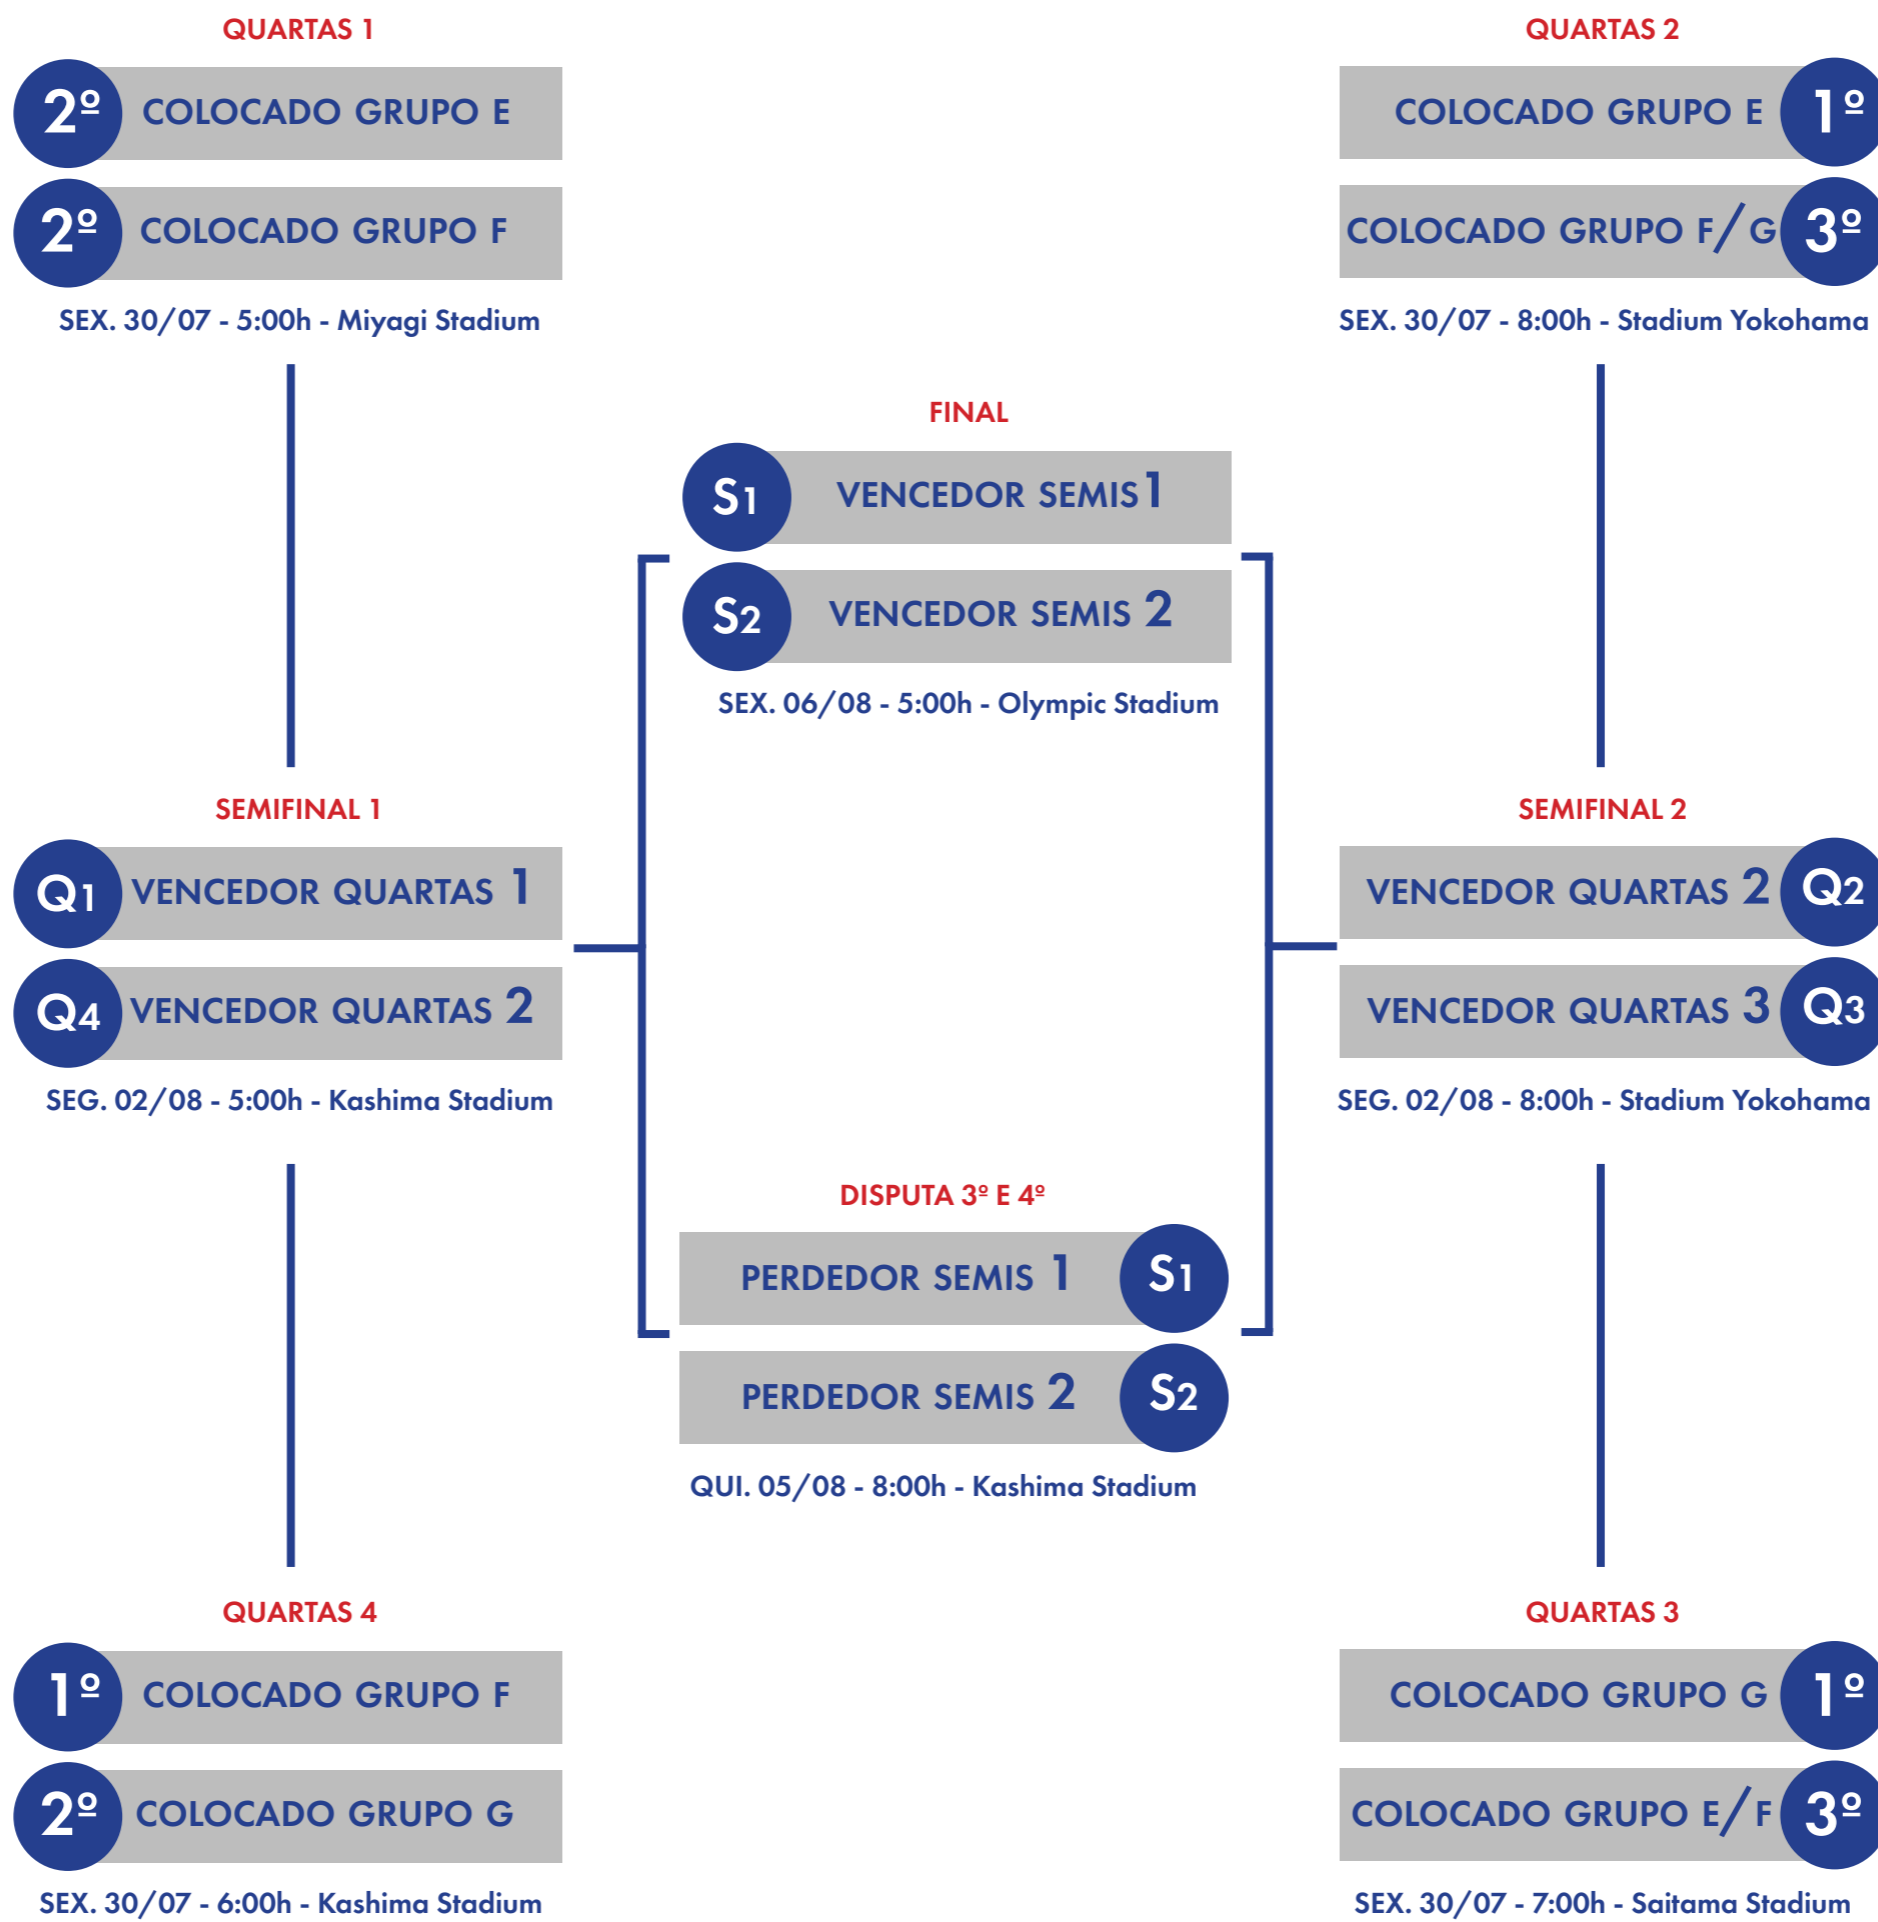 QUARTAS 1
2º COLOCADO GRUPO E
2º COLOCADO GRUPO F
SEX. 30/07 - 5:00h - Miyagi Stadium
QUARTAS 2
COLOCADO GRUPO E 1º
COLOCADO GRUPO F/G 3º
SEX. 30/07 - 8:00h - Stadium Yokohama
FINAL
S1 VENCEDOR SEMIS 1
S2 VENCEDOR SEMIS 2
SEX. 06/08 - 5:00h - Olympic Stadium
SEMIFINAL 1
Q1 VENCEDOR QUARTAS 1
Q4 VENCEDOR QUARTAS 2
SEG. 02/08 - 5:00h - Kashima Stadium
SEMIFINAL 2
VENCEDOR QUARTAS 2 Q2
VENCEDOR QUARTAS 3 Q3
SEG. 02/08 - 8:00h - Stadium Yokohama
DISPUTA 3º E 4º
PERDEDOR SEMIS 1 S1
PERDEDOR SEMIS 2 S2
QUI. 05/08 - 8:00h - Kashima Stadium
QUARTAS 4
1º COLOCADO GRUPO F
2º COLOCADO GRUPO G
SEX. 30/07 - 6:00h - Kashima Stadium
QUARTAS 3
COLOCADO GRUPO G 1º
COLOCADO GRUPO E/F 3º
SEX. 30/07 - 7:00h - Saitama Stadium